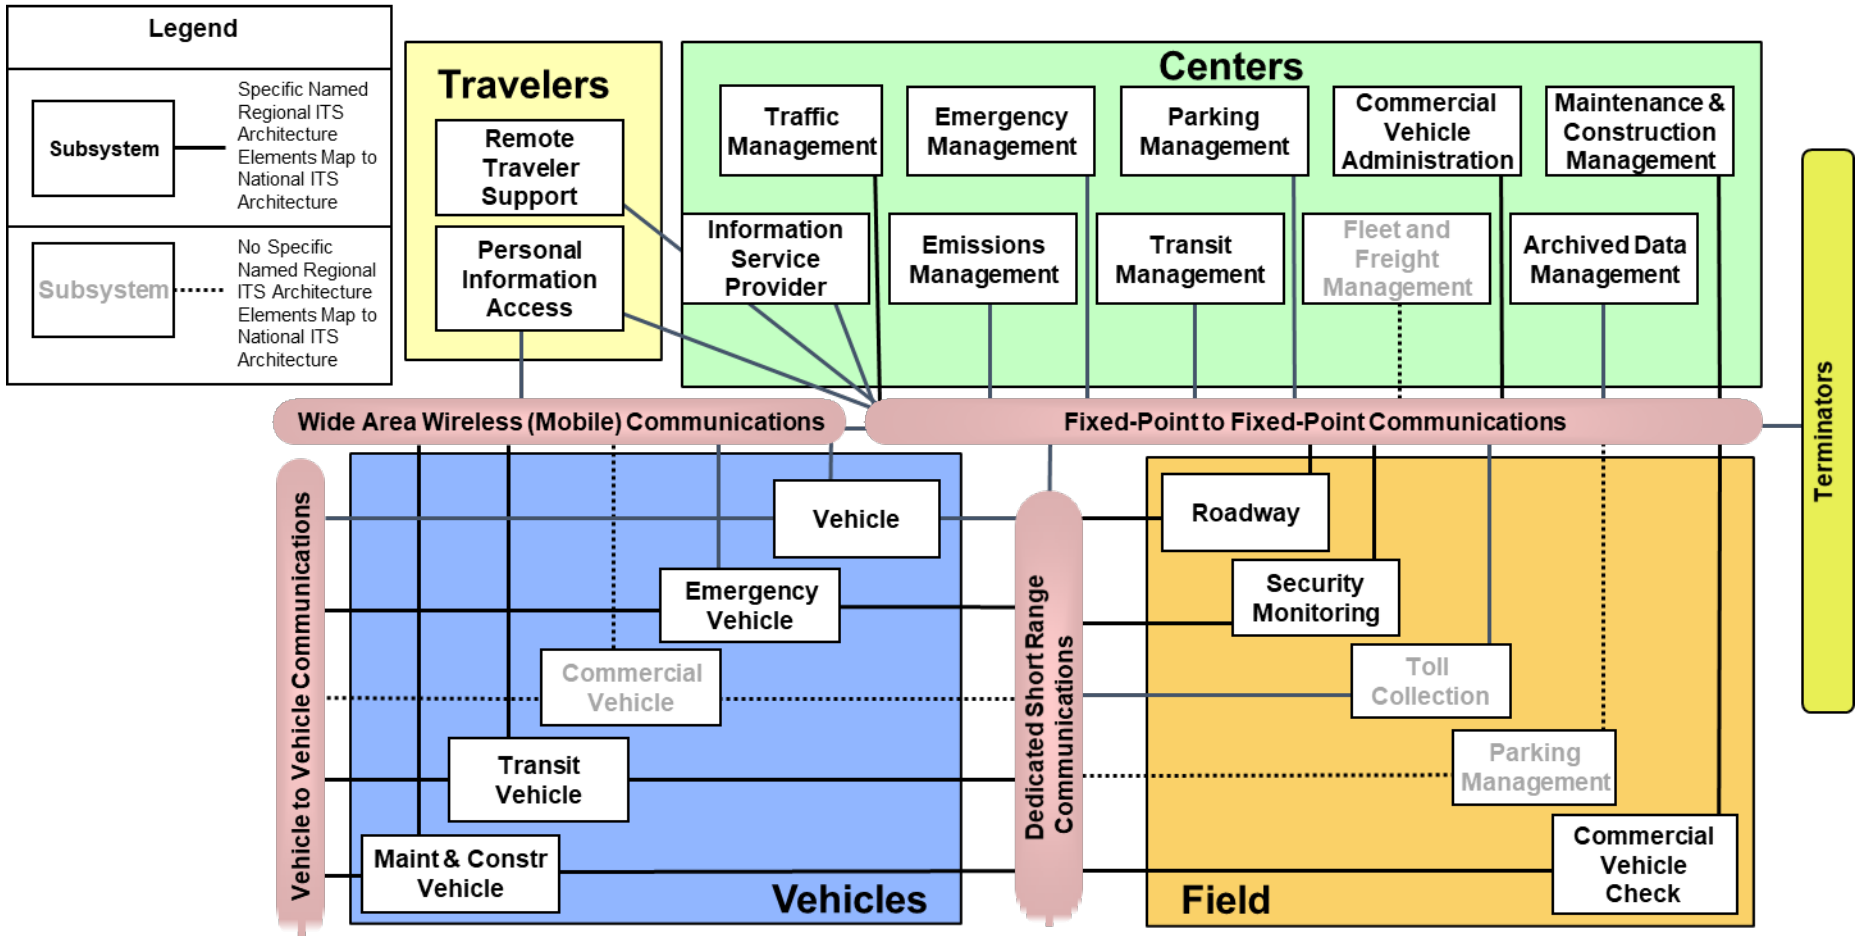 Legend
Subsystem
Specific Named
Regional ITS
Architecture
Elements Map to
National ITS
Architecture
Subsystem
No Specific
Named Regional
ITS Architecture
Elements Map to
National ITS
Architecture
Travelers
Remote
Traveler
Support
Personal
Information
Access
Centers
Traffic
Management
Emergency
Management
Parking
Management
Commercial
Vehicle
Administration
Maintenance &
Construction
Management
Information
Service
Provider
Emissions
Management
Transit
Management
Fleet and
Freight
Management
Archived Data
Management
Terminators
Wide Area Wireless (Mobile) Communications
Fixed-Point to Fixed-Point Communications
Vehicle to Vehicle Communications
Vehicle
Emergency
Vehicle
Commercial
Vehicle
Transit
Vehicle
Maint & Constr
Vehicle
Vehicles
Dedicated Short Range
Communications
Roadway
Security
Monitoring
Toll
Collection
Parking
Management
Commercial
Vehicle
Check
Field